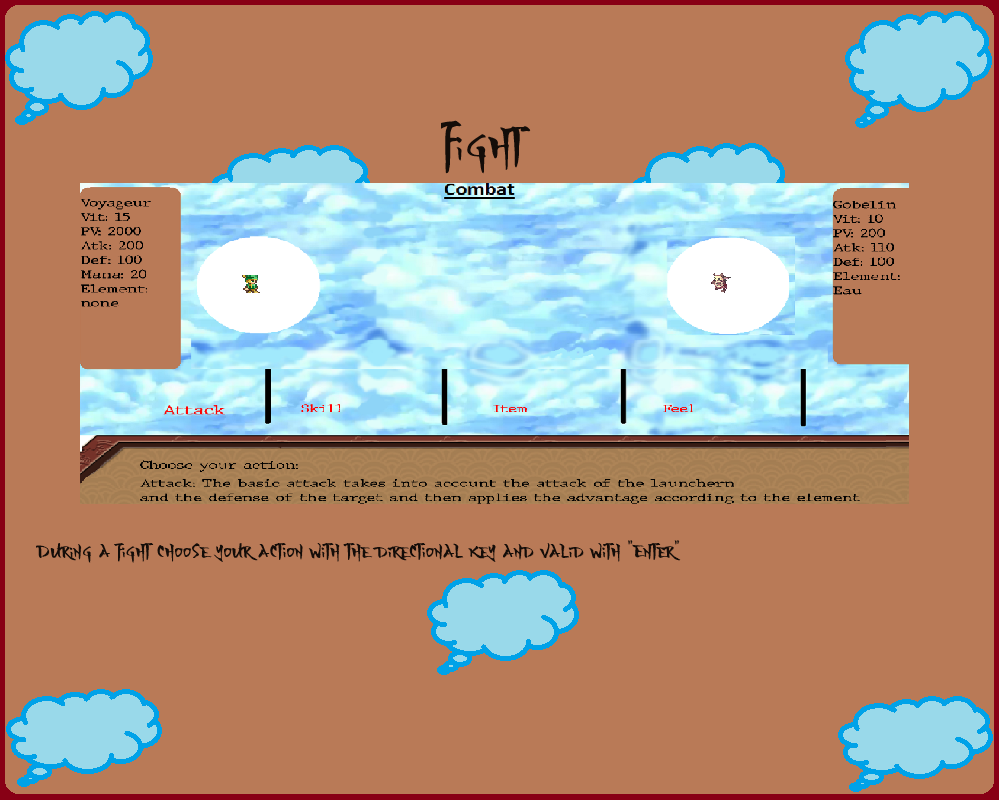 FiGHT
Combat
Voyageur
Vit: 15
PV: 2000
Atk: 200
Def: 100
Mana: 20
Element:
none
Gobelin
Vit: 10
PV: 200
Atk: 110
Def: 100
Element:
Eau
Attack
Skill
Item
Feel
Choose your action:
Attack: The basic attack takes into account the attack of the launchern
and the defense of the target and then applies the advantage according to the element
DURiNG A FiGHT CHOOSE YOUR ACTiON WiTH THE DiRECTiONAL KEY AND VALiD WiTH "ENTER"